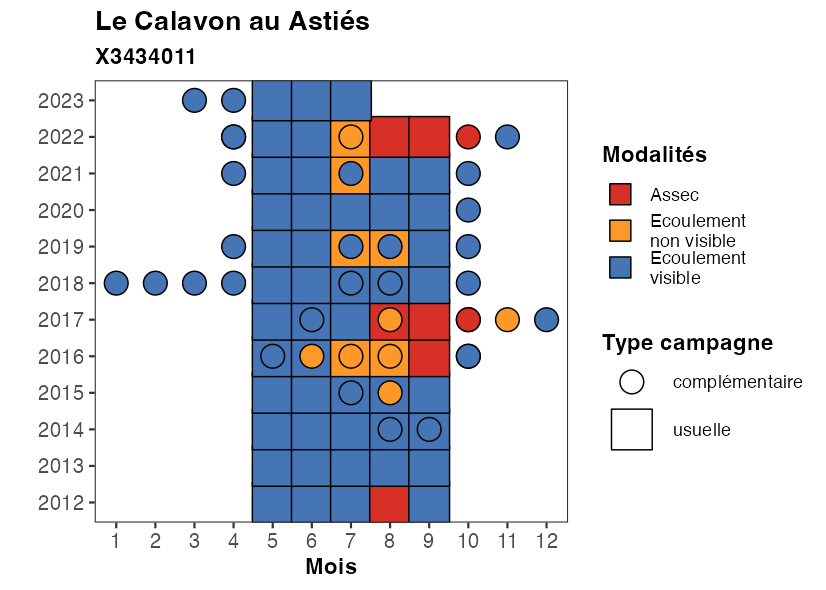 Le Calavon au Astiés
X3434011
2023
2022
2021
2020
2019
2018
2017
2016
2015
2014
2013
2012
1 2 3 4 5 6 7 8 9 10 11 12
Mois
Modalités
Assec
Ecoulement
non visible
Ecoulement
visible
Type campagne
complémentaire
usuelle